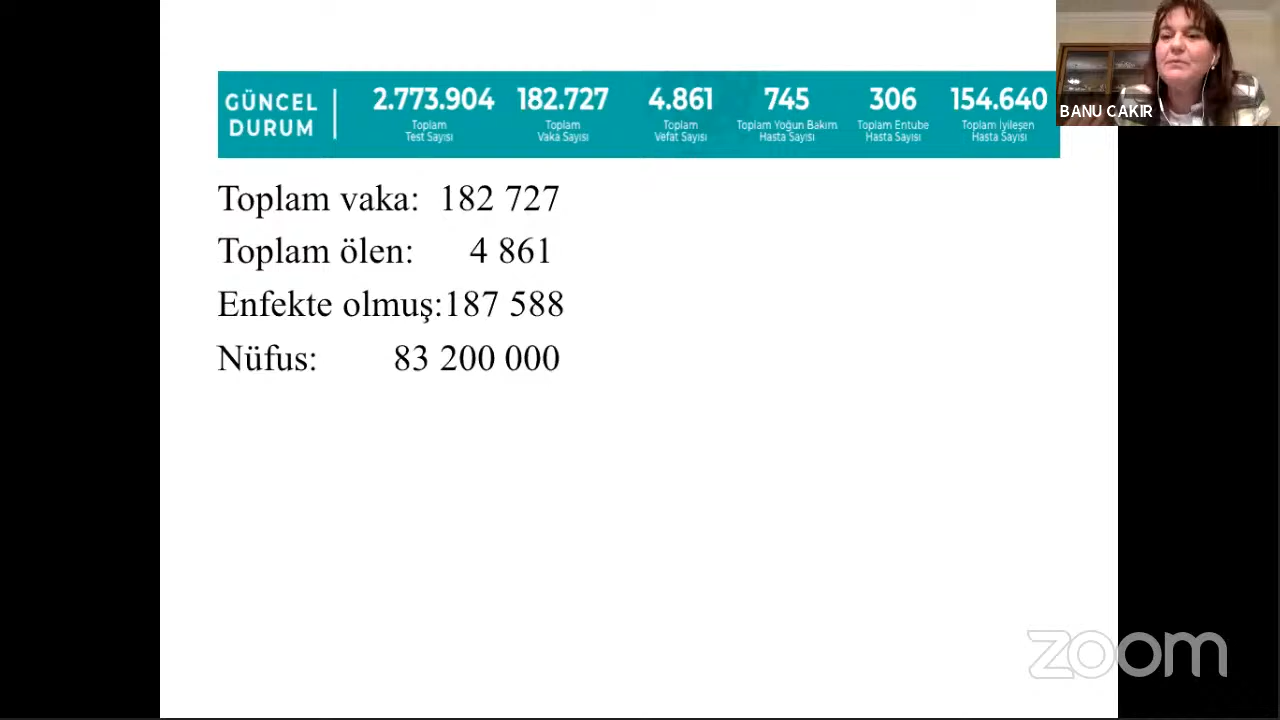 GÜNCEL DURUM
2.773.904
Toplam
Test Sayısı
182.727
Toplam
Vaka Sayısı
4.861
Toplam
Vefat Sayısı
745
Toplam Yoğun Bakım
Hasta Sayısı
306
Toplam Entube
Hasta Sayısı
154.640
Toplam İyileşen
Hasta Sayısı
BANU CAKIR
Toplam vaka: 182 727
Toplam ölen: 4 861
Enfekte olmuş:187 588
Nüfus: 83 200 000
zoom